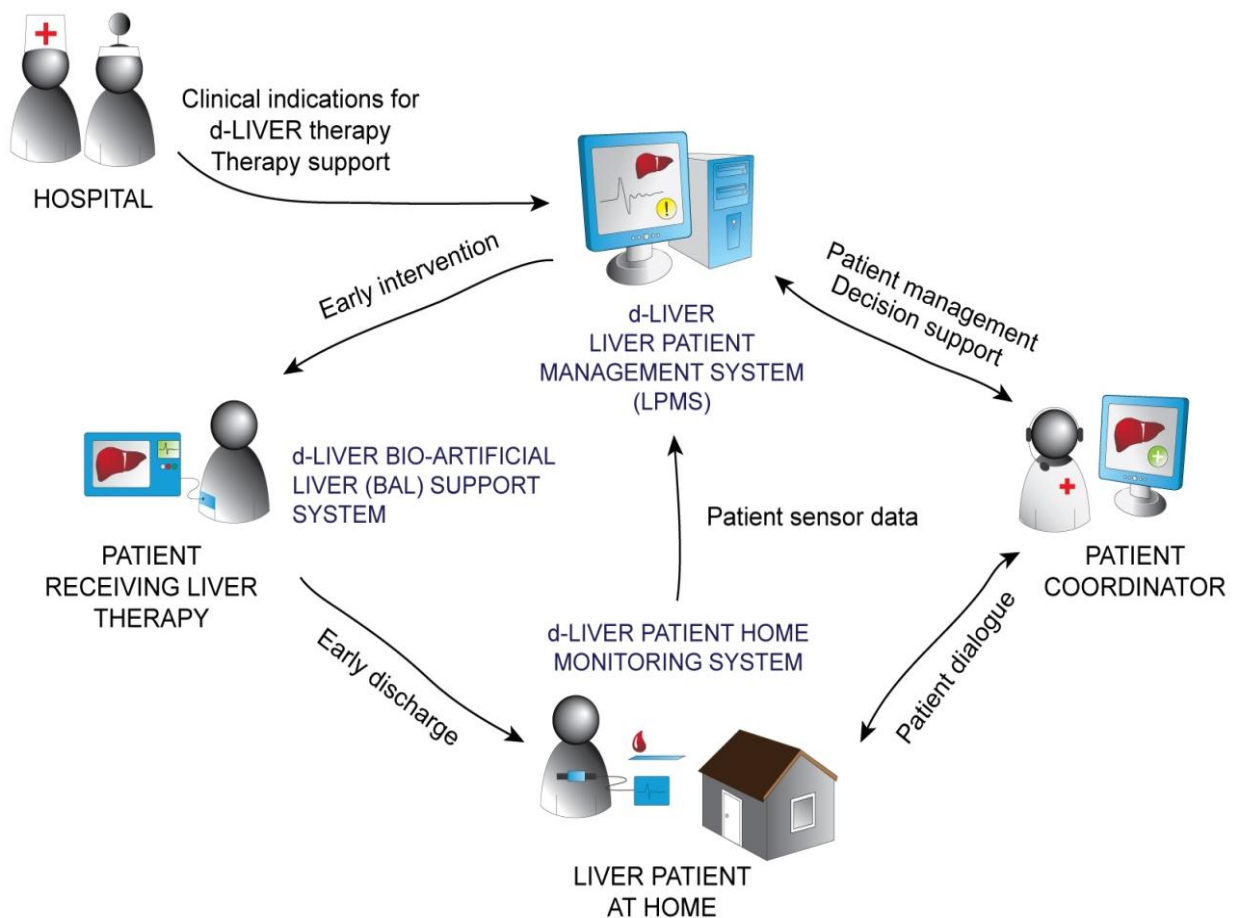 Clinical indications for
d-LIVER therapy
Therapy support
HOSPITAL
Early intervention
Patient management
Decision support
d-LIVER
LIVER PATIENT
MANAGEMENT SYSTEM
(LPMS)
d-LIVER BIO-ARTIFICIAL
LIVER (BAL) SUPPORT
SYSTEM
Patient sensor data
PATIENT
RECEIVING LIVER
THERAPY
PATIENT
COORDINATOR
Early discharge
d-LIVER PATIENT HOME
MONITORING SYSTEM
Patient dialogue
LIVER PATIENT
AT HOME